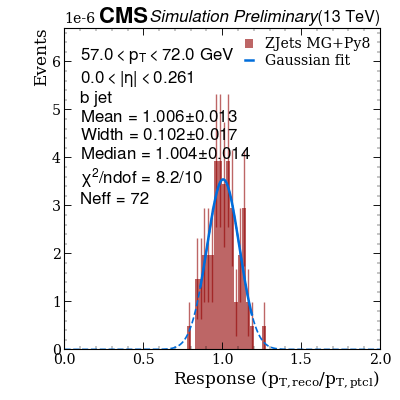 1e-6 CMS Simulation Preliminary (13 TeV)
Events
57.0 < pT < 72.0 GeV
0.0 < |η| < 0.261
b jet
Mean = 1.006±0.013
Width = 0.102±0.017
Median = 1.004±0.014
χ²/ndof = 8.2/10
Neff = 72
ZJets MG+Py8
Gaussian fit
6
5
4
3
2
1
0
0.0 0.5 1.0 1.5 2.0
Response (pT,reco/pT,ptcl)